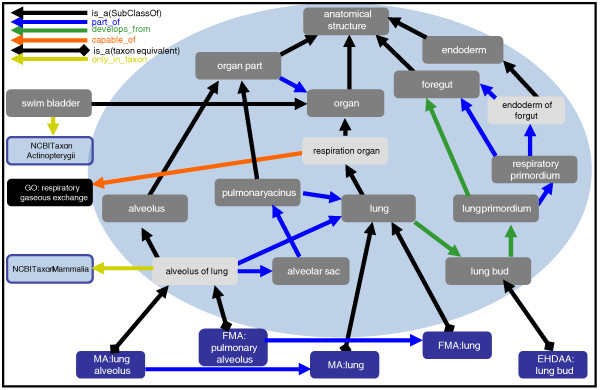 is_a(SubClassOf)
part_of
develops_from
capable_of
is_a(taxon equivalent)
only_in_taxon
anatomical
structure
endoderm
organ part
foregut
swim bladder
organ
endoderm of
forgut
NCBITaxon
Actinopterygii
respiration organ
respiratory
primordium
GO: respiratory
gaseous exchange
pulmonaryacinus
alveolus
lung
lungprimordium
NCBITaxonMammalia
alveolus of lung
alveolar sac
lung bud
FMA:
pulmonary
alveolus
FMA:lung
MA:lung
alveolus
MA:lung
EHDAA:
lung bud